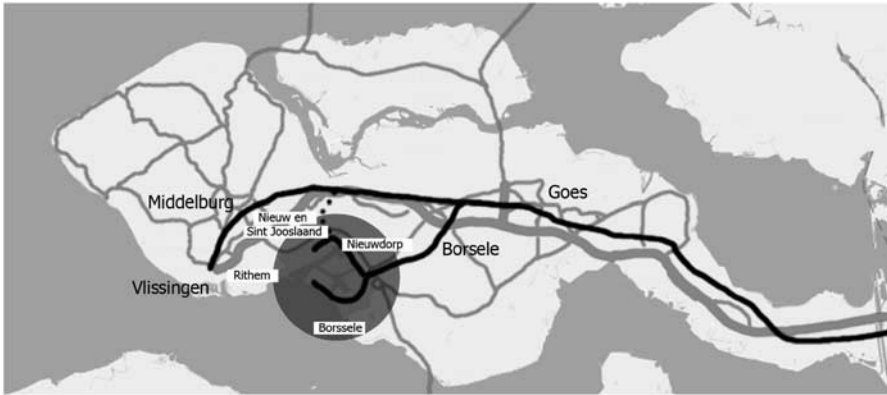 Goes
Middelburg
Nieuw en
Sint Jooslaand
Nieuwdorp
Borsele
Rithem
Vlissingen
Borssele